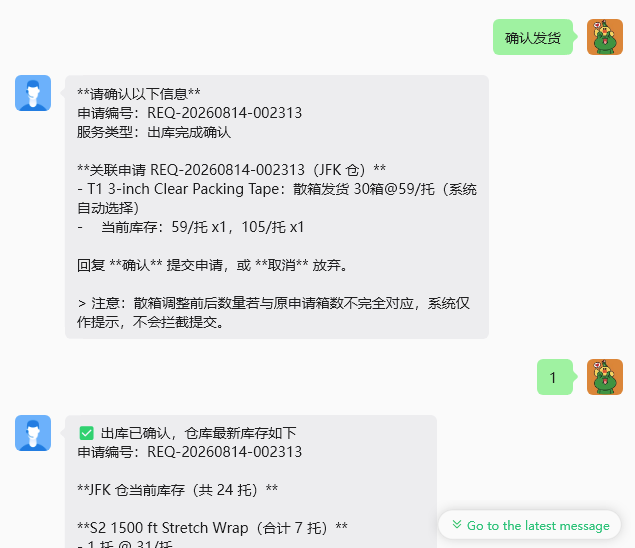 确认发货
**请确认以下信息**
申请编号：REQ-20260814-002313
服务类型：出库完成确认
**关联申请 REQ-20260814-002313（JFK 仓）**
- T1 3-inch Clear Packing Tape：散箱发货 30箱@59/托（系统
自动选择）
- 当前库存：59/托 x1，105/托 x1
回复 **确认** 提交申请，或 **取消** 放弃。
> 注意：散箱调整前后数量若与原申请箱数不完全对应，系统仅
作提示，不会拦截提交。
1
✅ 出库已确认，仓库最新库存如下
申请编号：REQ-20260814-002313
**JFK 仓当前库存（共 24 托）**
**S2 1500 ft Stretch Wrap（合计 7 托）**
- 1 托 @ 31/托
Go to the latest message